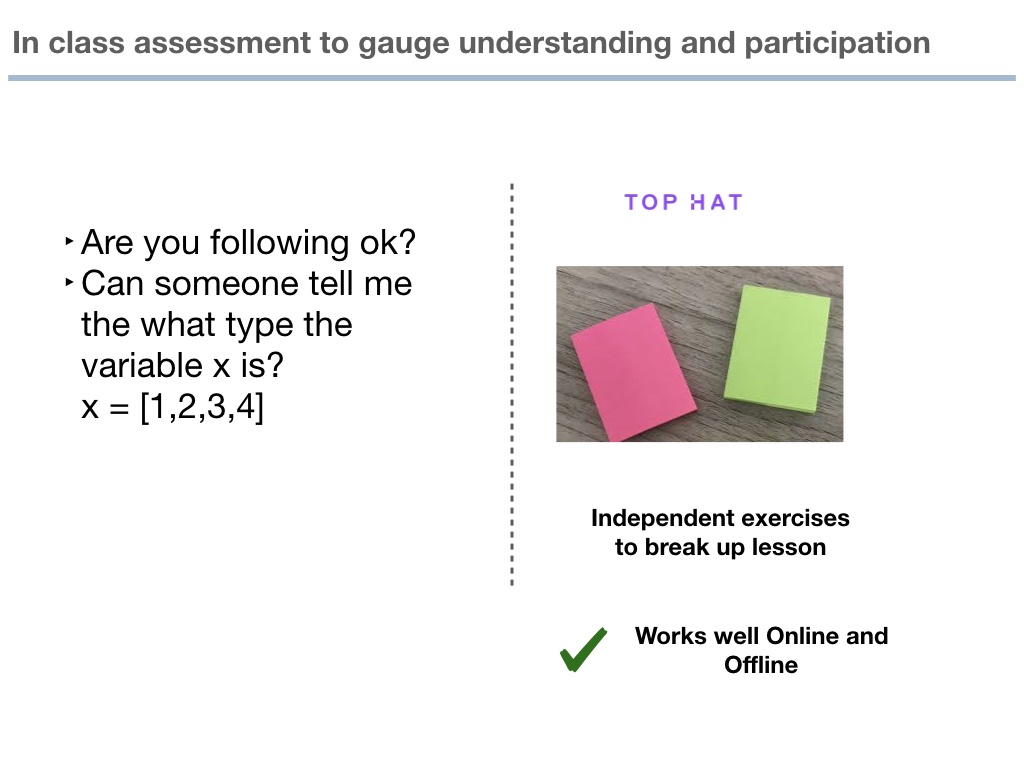 In class assessment to gauge understanding and participation
‣ Are you following ok?
‣ Can someone tell me
the what type the
variable x is?
x = [1,2,3,4]
TOP HAT
Independent exercises
to break up lesson
Works well Online and
Offline